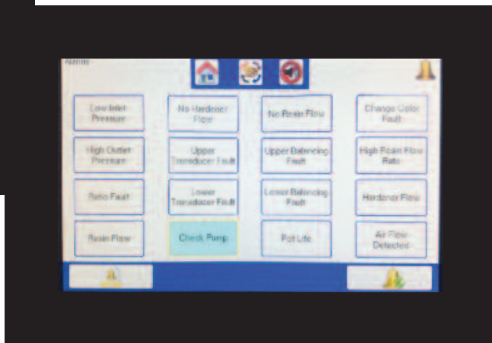 Alarms
Low Inlet
Pressure
No Hardener
Flow
No Resin Flow
Change Color
Fault
High Outlet
Pressure
Upper
Transducer Fault
Upper Balancing
Fault
High Resin Flow
Rate
Ratio Fault
Lower
Transducer Fault
Lower Balancing
Fault
Hardener Flow
Resin Flow
Check Pump
Pot Life
Air Flow
Detected